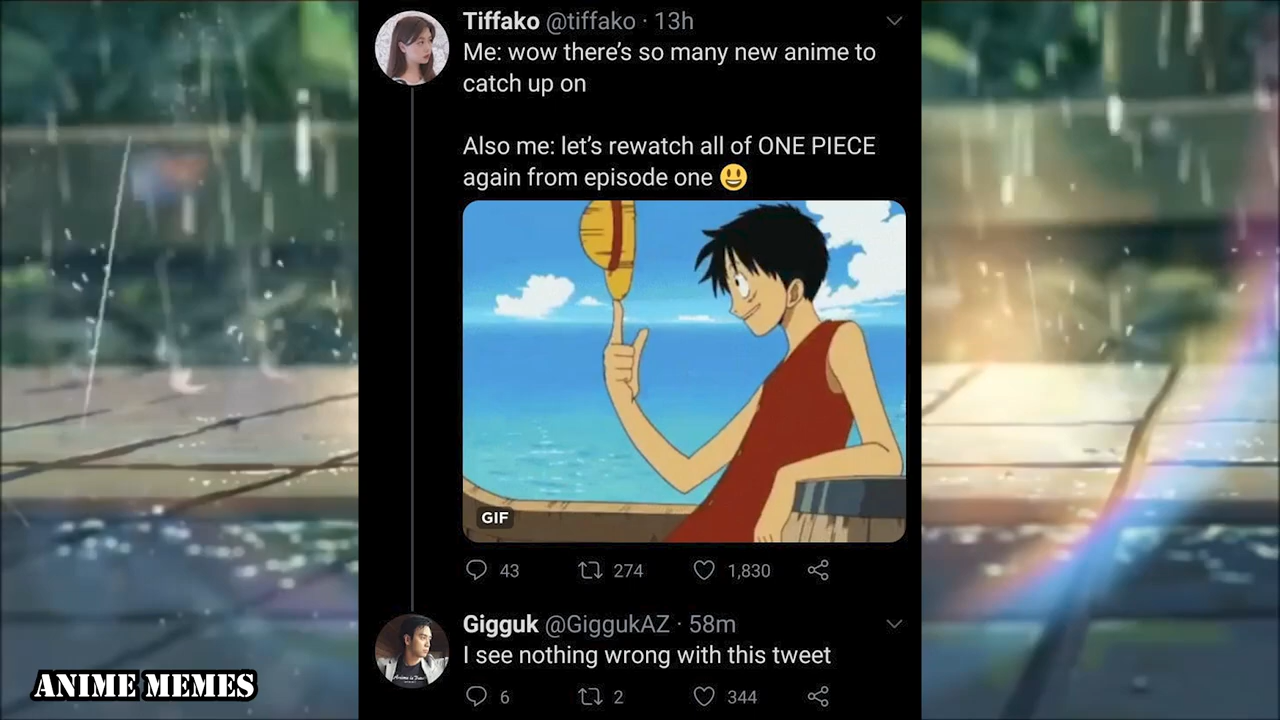 Tiffako @tiffako · 13h
Me: wow there's so many new anime to
catch up on
Also me: let's rewatch all of ONE PIECE
again from episode one 😃
GIF
43 274 1,830
Gigguk @GiggukAZ · 58m
I see nothing wrong with this tweet
6 2 344
ANIME MEMES